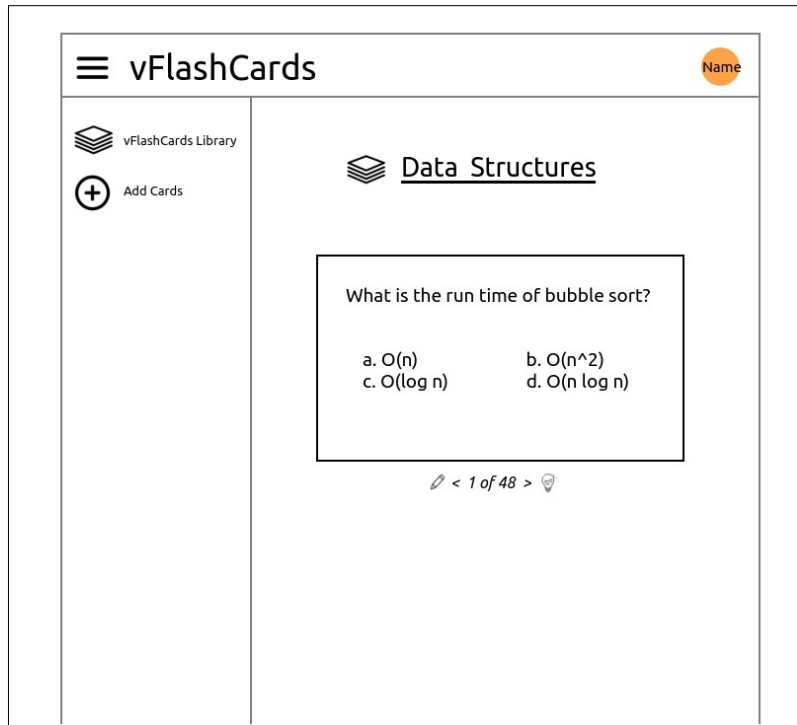 vFlashCards
Name
vFlashCards Library
Add Cards
Data Structures
What is the run time of bubble sort?
a. O(n) b. O(n^2)
c. O(log n) d. O(n log n)
< 1 of 48 >